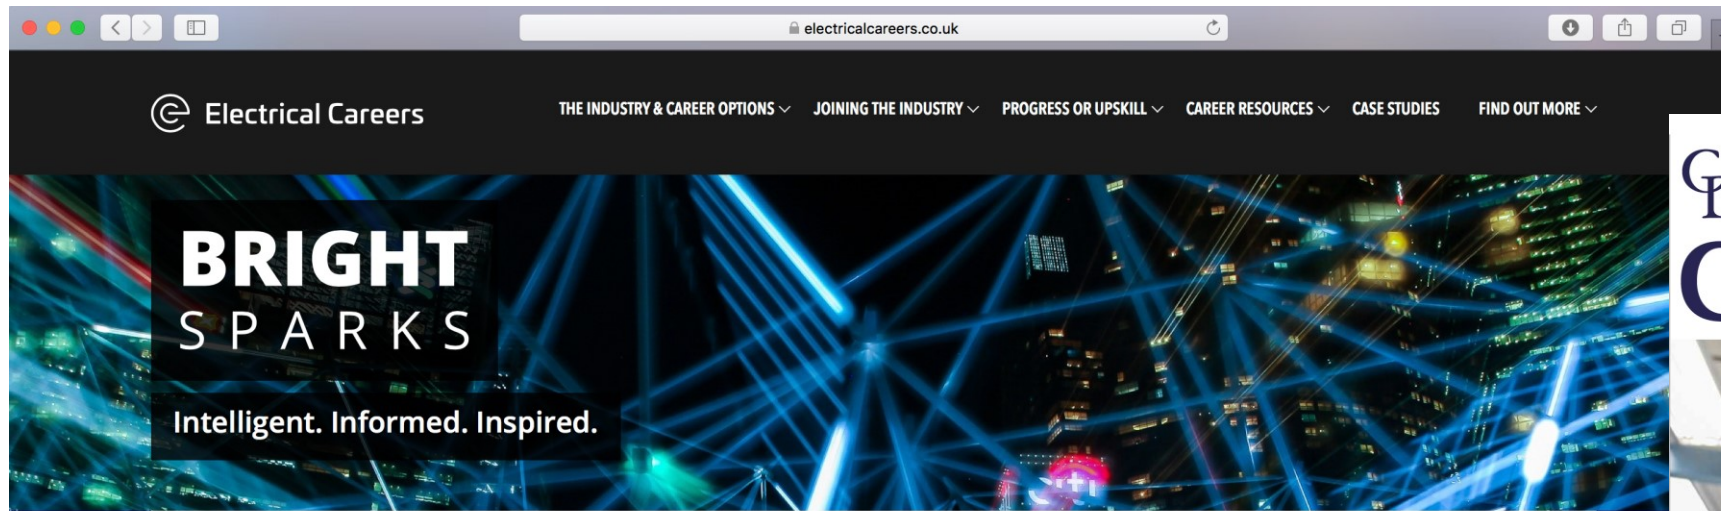 electricalcareers.co.uk
Electrical Careers
THE INDUSTRY & CAREER OPTIONS
JOINING THE INDUSTRY
PROGRESS OR UPSKILL
CAREER RESOURCES
CASE STUDIES
FIND OUT MORE
BRIGHT
SPARKS
Intelligent. Informed. Inspired.
citi